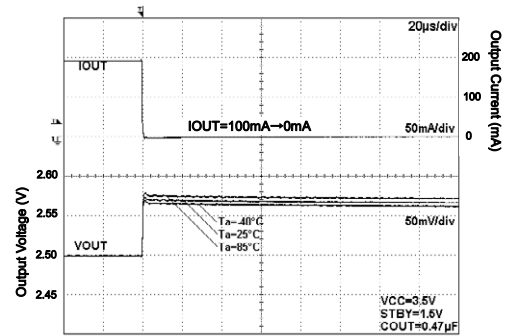 20μs/div
IOUT
200
100
0
Output Current (mA)
IOUT=100mA→0mA
50mA/div
2.60
2.55
2.50
2.45
Output Voltage (V)
50mV/div
Ta=-40°C
Ta=25°C
Ta=85°C
VOUT
VCC=3.5V
STBY=1.5V
COUT=0.47μF